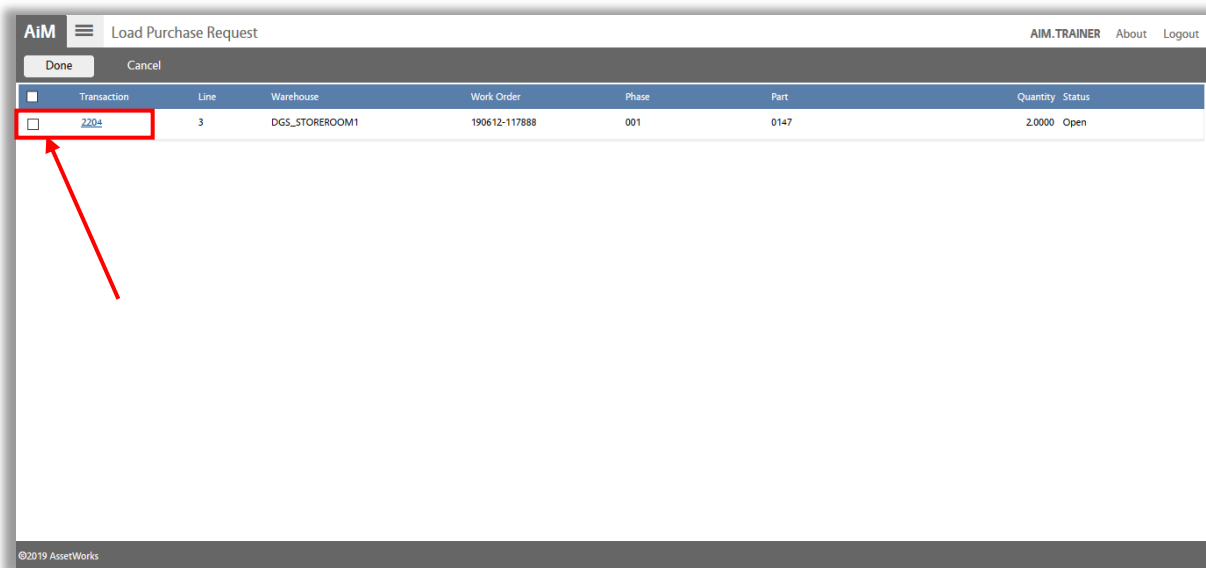 AiM Load Purchase Request AIM.TRAINER About Logout
Done Cancel
Transaction Line Warehouse Work Order Phase Part Quantity Status
2204 3 DGS_STOREROOM1 190612-117888 001 0147 2.0000 Open
©2019 AssetWorks